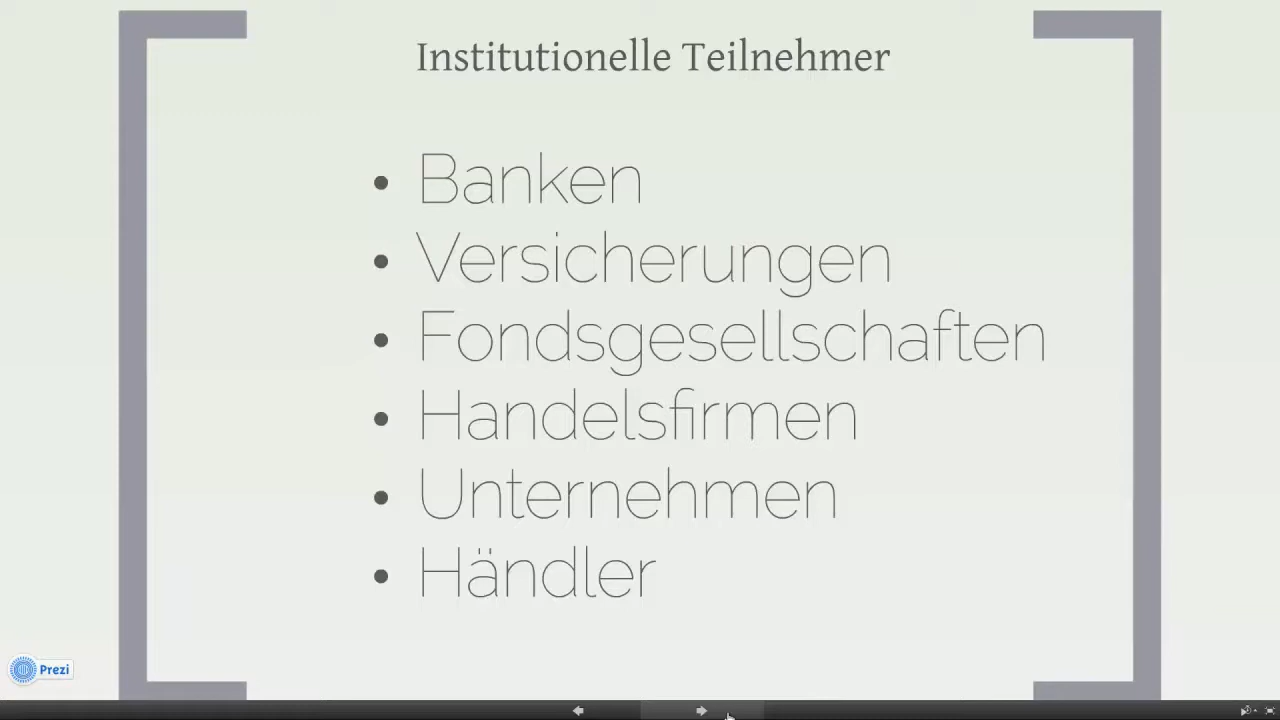 Institutionelle Teilnehmer
• Banken
• Versicherungen
• Fondsgesellschaften
• Handelsfirmen
• Unternehmen
• Händler
Prezi